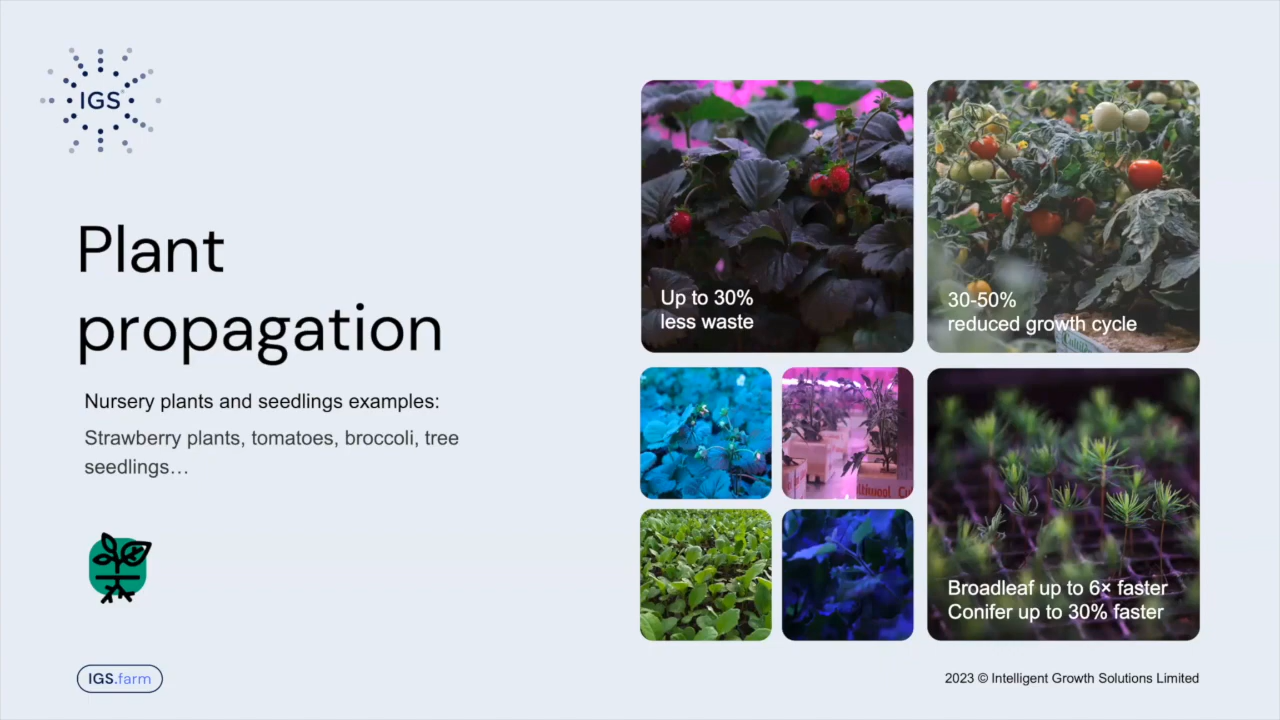 IGS
Plant
propagation
Nursery plants and seedlings examples:
Strawberry plants, tomatoes, broccoli, tree
seedlings…
IGS.farm
Up to 30%
less waste
30-50%
reduced growth cycle
Broadleaf up to 6× faster
Conifer up to 30% faster
2023 © Intelligent Growth Solutions Limited